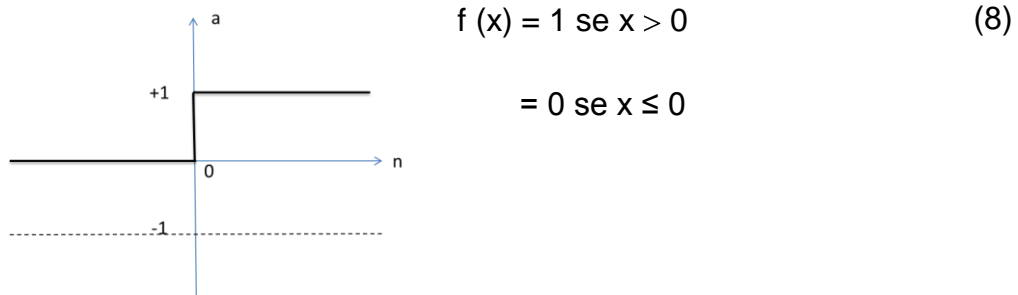 a
f (x) = 1 se x > 0 (8)
+1
= 0 se x ≤ 0
n
0
-1